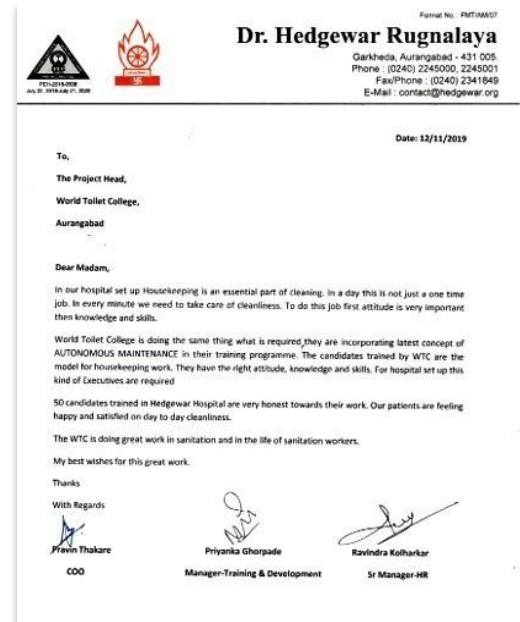 Format No. : FMT/AM/57
Dr. Hedgewar Rugnalaya
Garkheda, Aurangabad - 431 005.
Phone : (0240) 2245000, 2245001
Fax/Phone : (0240) 2341849
E-Mail : contact@hedgewar.org
Date: 12/11/2019
To,
The Project Head,
World Toilet College,
Aurangabad
Dear Madam,
In our hospital set up Housekeeping is an essential part of cleaning. In a day this is not just a one time
job. In every minute we need to take care of cleanliness. To do this job first attitude is very important
then knowledge and skills.
World Toilet College is doing the same thing what is required,they are incorporating latest concept of
AUTONOMOUS MAINTENANCE in their training programme. The candidates trained by WTC are the
model for housekeeping work. They have the right attitude, knowledge and skills. For hospital set up this
kind of Executives are required
50 candidates trained in Hedgewar Hospital are very honest towards their work. Our patients are feeling
happy and satisfied on day to day cleanliness.
The WTC is doing great work in sanitation and in the life of sanitation workers.
My best wishes for this great work.
Thanks
With Regards
Pravin Thakare
Priyanka Ghorpade
Ravindra Kolharkar
COO
Manager-Training & Development
Sr Manager-HR